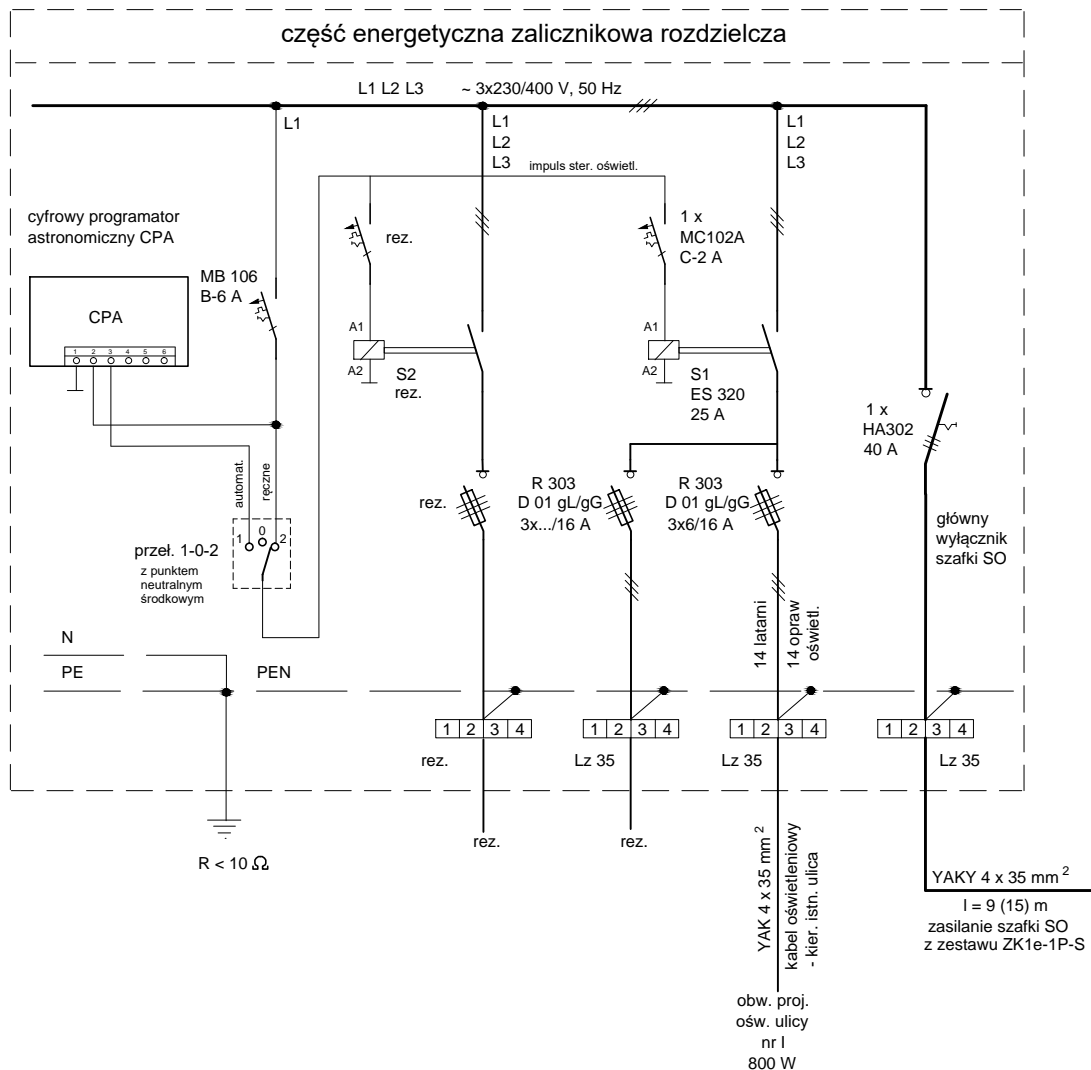 część energetyczna zalicznikowa rozdzielcza
L1 L2 L3 ~ 3x230/400 V, 50 Hz
L1
L1
L2
L3
L1
L2
L3
impuls ster. oświetl.
cyfrowy programator
astronomiczny CPA
CPA
1 2 3 4 5 6
MB 106
B-6 A
rez.
1 x
MC102A
C-2 A
A1
A2
S2
rez.
A1
A2
S1
ES 320
25 A
1 x
HA302
40 A
główny
wyłącznik
szafki SO
automat.
ręczne
1 0 2
przeł. 1-0-2
z punktem
neutralnym
środkowym
rez.
R 303
D 01 gL/gG
3x.../16 A
R 303
D 01 gL/gG
3x6/16 A
14 latarni
14 opraw
oświetl.
N
PE
PEN
1 2 3 4
1 2 3 4
1 2 3 4
1 2 3 4
rez.
Lz 35
Lz 35
Lz 35
R < 10 Ω
rez.
rez.
YAK 4 x 35 mm 2
kabel oświetleniowy
- kier. istn. ulica
YAKY 4 x 35 mm 2
l = 9 (15) m
zasilanie szafki SO
z zestawu ZK1e-1P-S
obw. proj.
ośw. ulicy
nr I
800 W